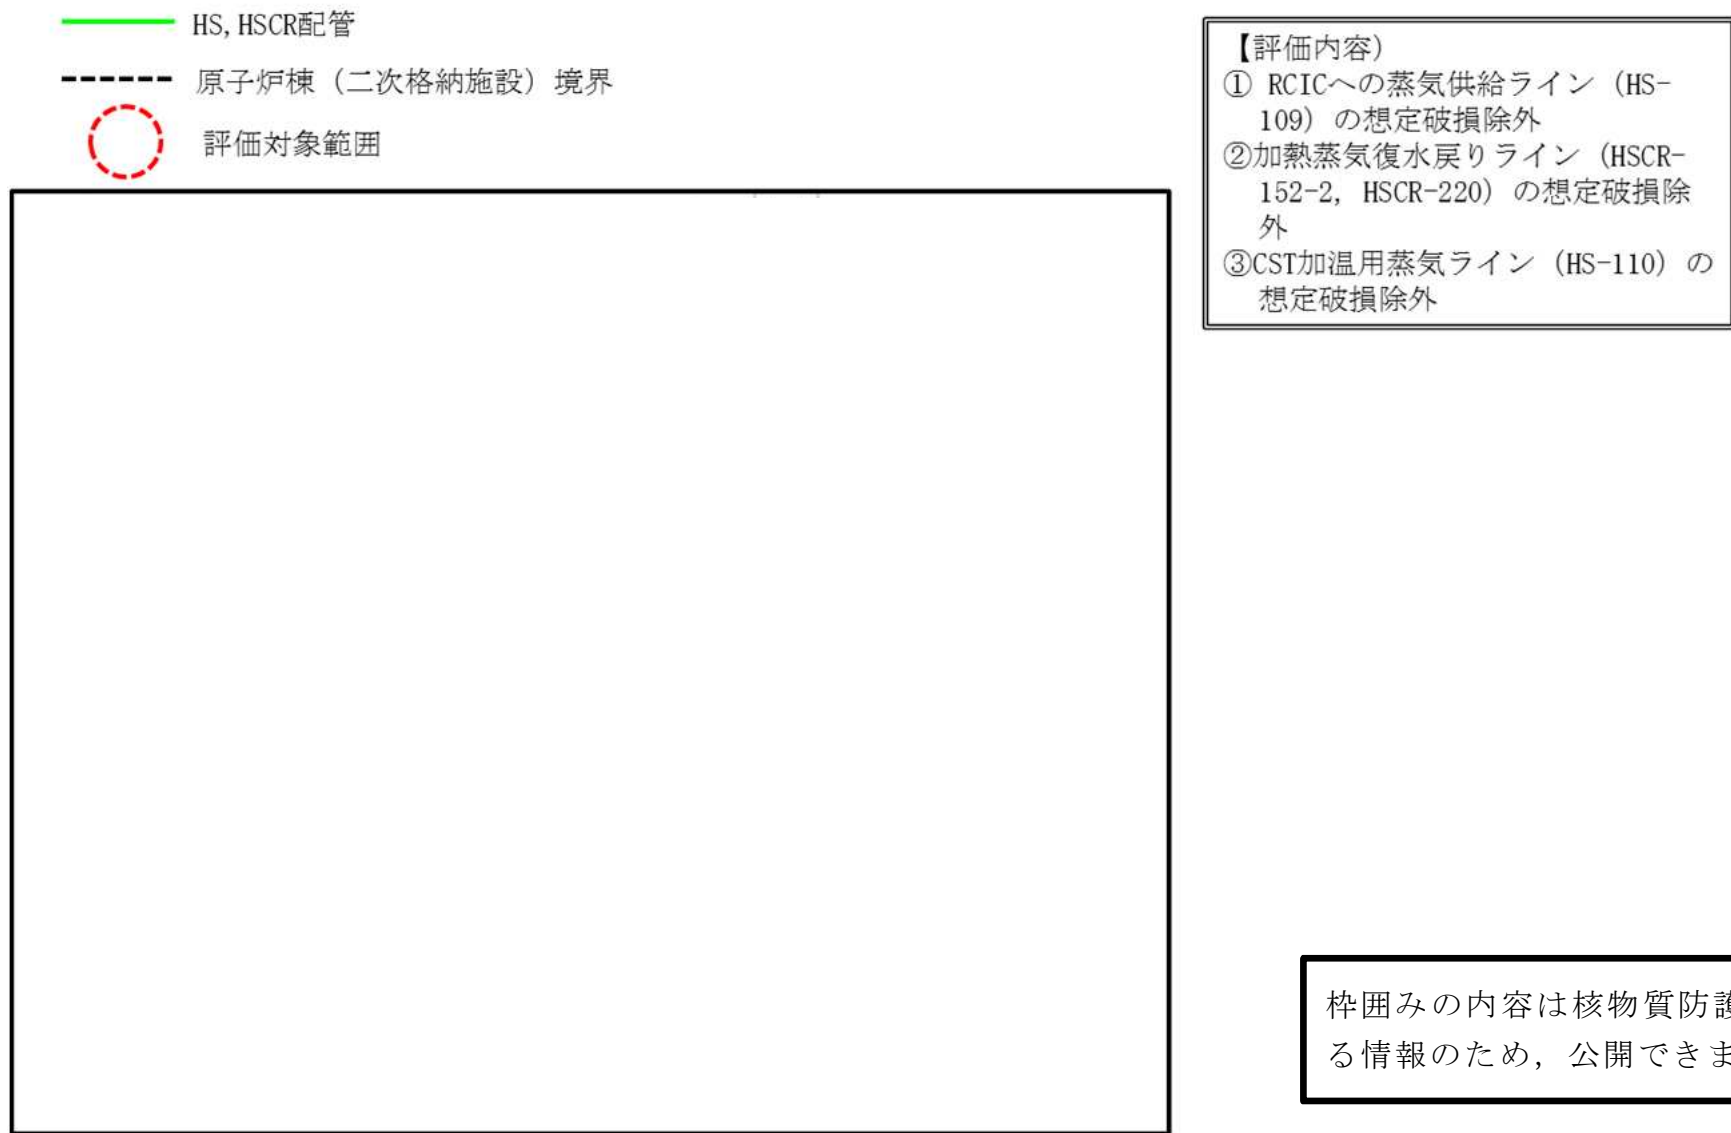 HS,HSCR配管
原子炉棟（二次格納施設）境界
評価対象範囲
【評価内容）
① RCICへの蒸気供給ライン（HS-
109）の想定破損除外
②加熱蒸気復水戻りライン（HSCR-
152-2, HSCR-220）の想定破損除
外
③CST加温用蒸気ライン（HS-110）の
想定破損除外
枠囲みの内容は核物質防護
る情報のため，公開できま